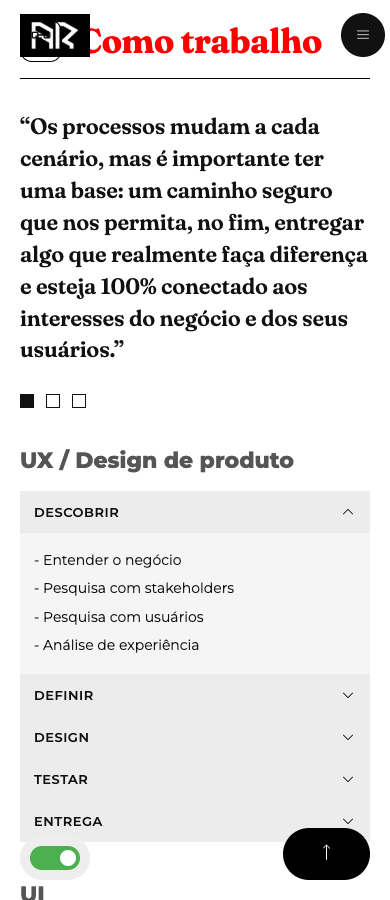 AR
Como trabalho
“Os processos mudam a cada
cenário, mas é importante ter
uma base: um caminho seguro
que nos permita, no fim, entregar
algo que realmente faça diferença
e esteja 100% conectado aos
interesses do negócio e dos seus
usuários.”
UX / Design de produto
DESCOBRIR
- Entender o negócio
- Pesquisa com stakeholders
- Pesquisa com usuários
- Análise de experiência
DEFINIR
DESIGN
TESTAR
ENTREGA
UI